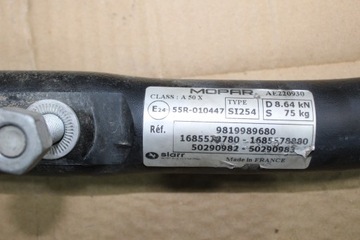 MOPAR AE220930
CLASS : A 50 X
E24 55R-010447 TYPE SI254 D 8.64 kN
S 75 kg
Réf. 9819989680
1685578780 - 1685578880
50290982 - 50290983
siarr Made in FRANCE